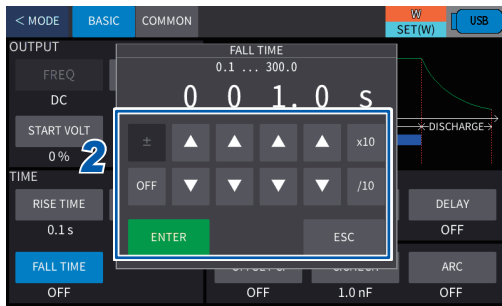 < MODE BASIC COMMON W SET(W) USB
OUTPUT
FALL TIME
0.1 ... 300.0
0 0 1. 0 s
FREQ
DC
START VOLT
0 %
2
± x10
OFF /10
ENTER ESC
DISCHARGE
TIME
RISE TIME DELAY
0.1 s OFF
FALL TIME ARC
OFF OFF 1.0 nF OFF